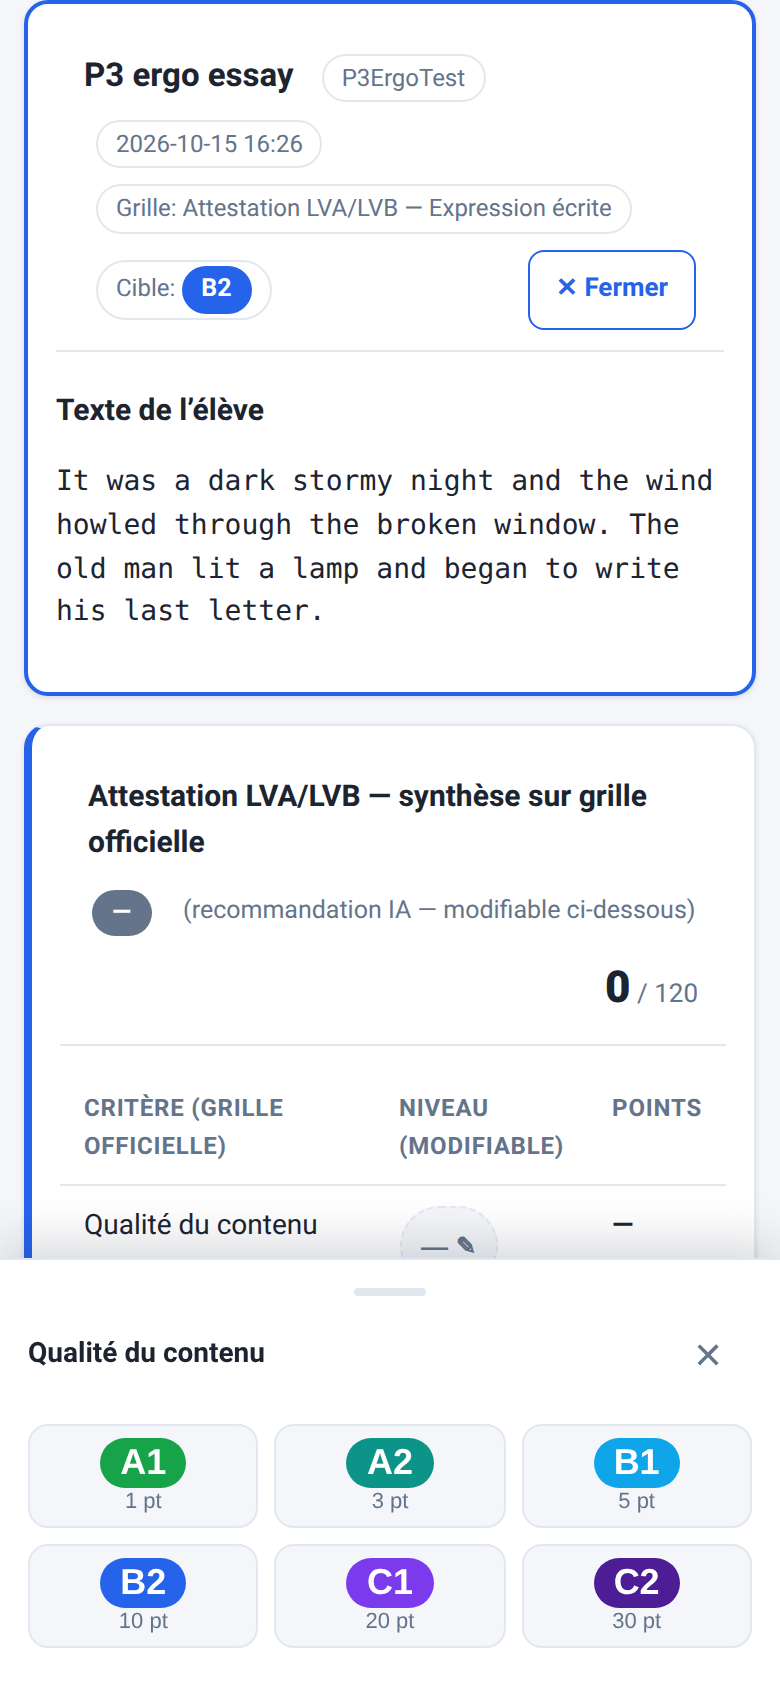 P3 ergo essay P3ErgoTest
2026-10-15 16:26
Grille: Attestation LVA/LVB — Expression écrite
Cible: B2 ✕ Fermer
Texte de l’élève
It was a dark stormy night and the wind
howled through the broken window. The
old man lit a lamp and began to write
his last letter.
Attestation LVA/LVB — synthèse sur grille
officielle
— (recommandation IA — modifiable ci-dessous)
0 / 120
CRITÈRE (GRILLE
OFFICIELLE)
NIVEAU
(MODIFIABLE)
POINTS
Qualité du contenu — ✎ —
Qualité du contenu ✕
A1 A2 B1
1 pt 3 pt 5 pt
B2 C1 C2
10 pt 20 pt 30 pt